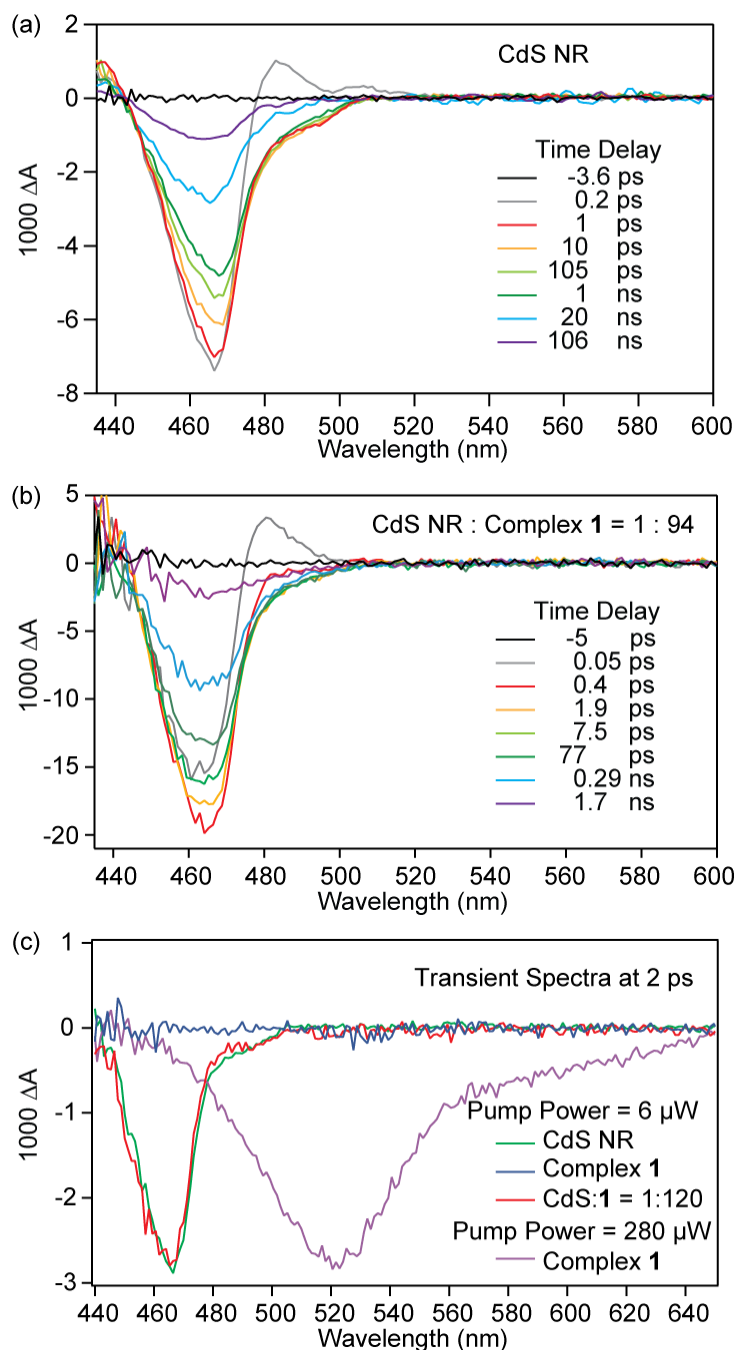 (a)
CdS NR
2
0
-2
-4
-6
-8
1000 ΔA
Time Delay
-3.6 ps
0.2 ps
1 ps
10 ps
105 ps
1 ns
20 ns
106 ns
440 460 480 500 520 540 560 580 600
Wavelength (nm)
(b)
CdS NR : Complex 1 = 1 : 94
5
0
-5
-10
-15
-20
1000 ΔA
Time Delay
-5 ps
0.05 ps
0.4 ps
1.9 ps
7.5 ps
77 ps
0.29 ns
1.7 ns
440 460 480 500 520 540 560 580 600
Wavelength (nm)
(c)
Transient Spectra at 2 ps
1
0
-1
-2
-3
1000 ΔA
Pump Power = 6 µW
CdS NR
Complex 1
CdS:1 = 1:120
Pump Power = 280 µW
Complex 1
440 460 480 500 520 540 560 580 600 620 640
Wavelength (nm)